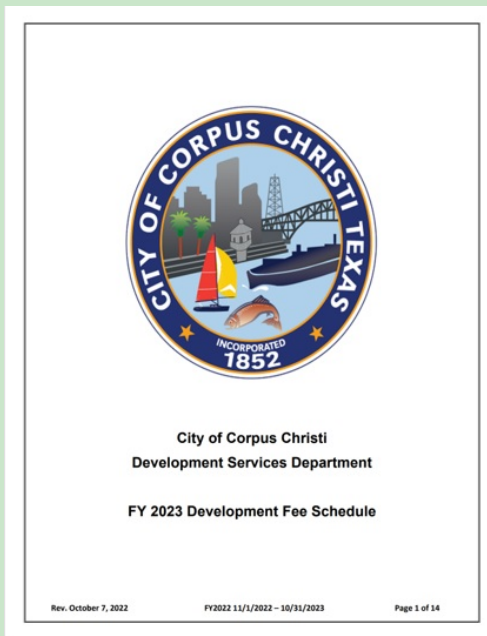 CITY OF CORPUS CHRISTI TEXAS
INCORPORATED
1852
City of Corpus Christi
Development Services Department
FY 2023 Development Fee Schedule
Rev. October 7, 2022 FY2022 11/1/2022 – 10/31/2023 Page 1 of 14